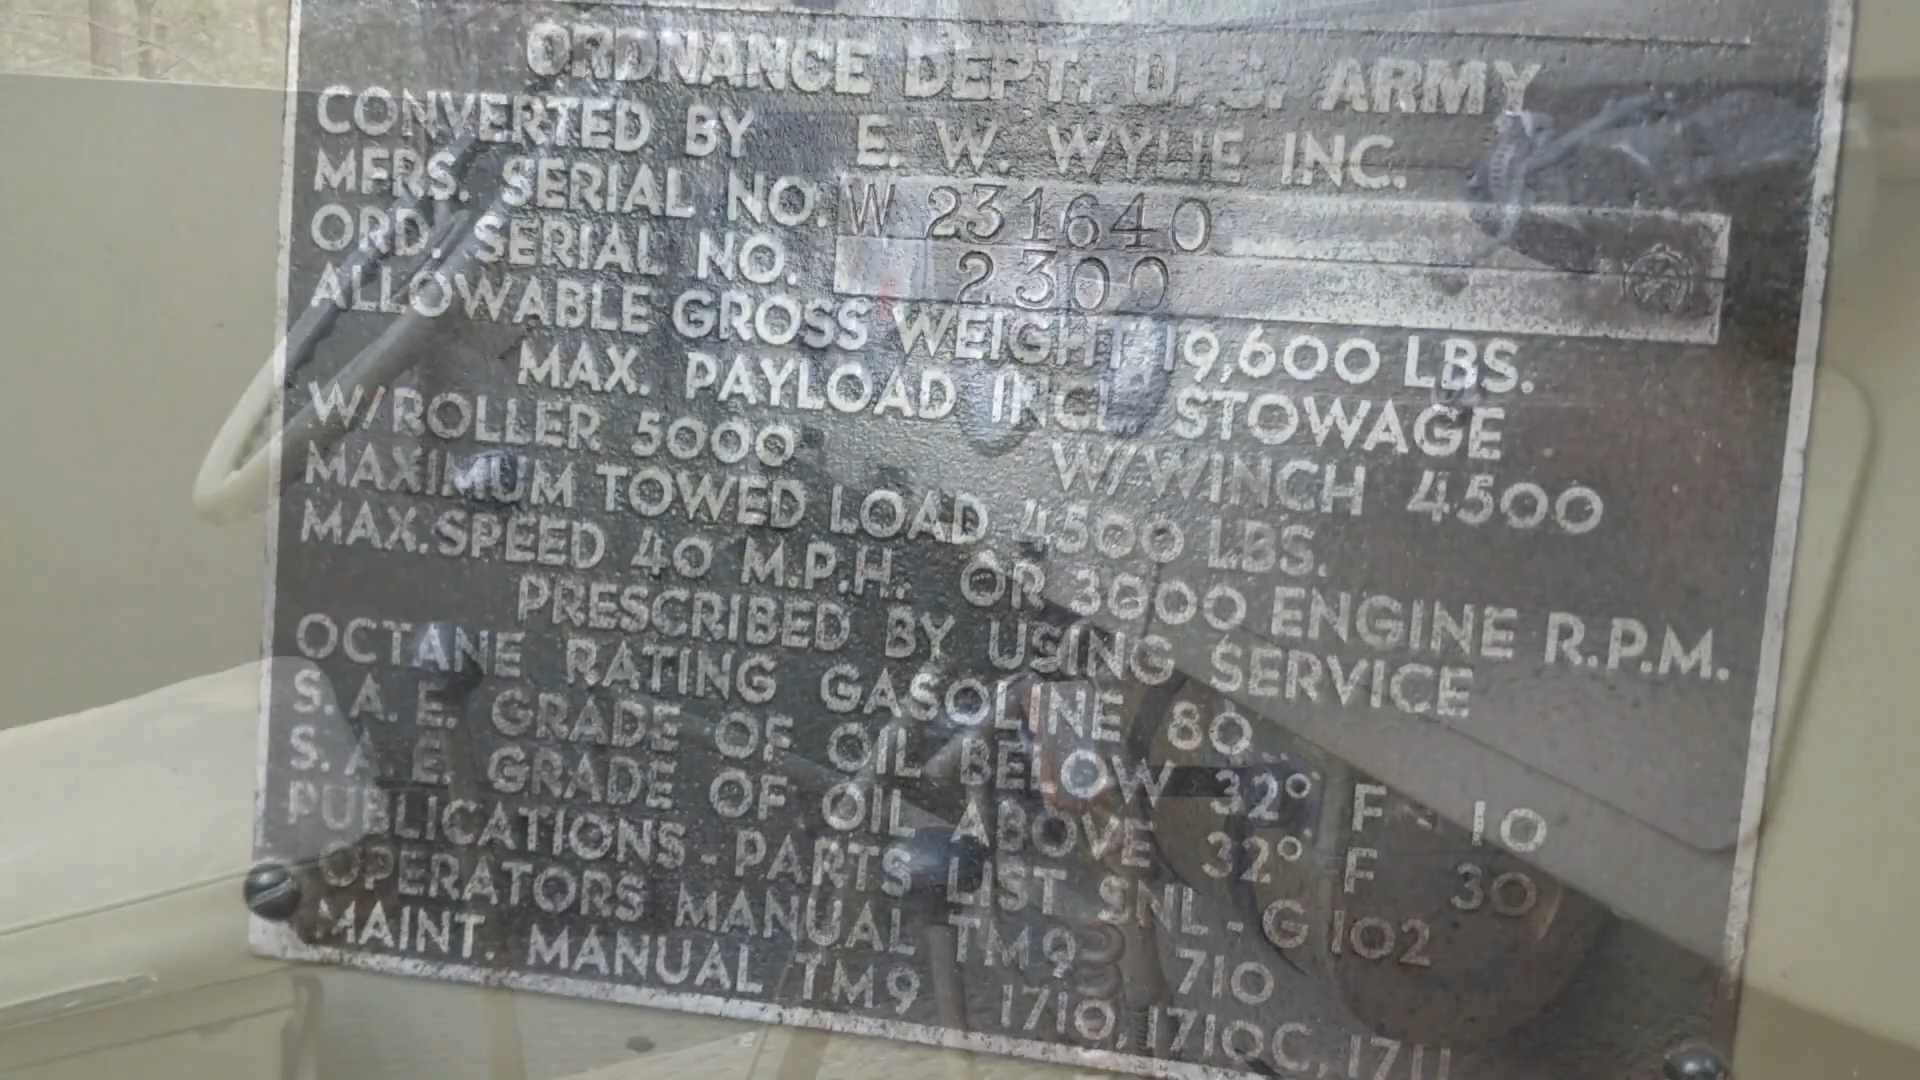 ORDNANCE DEPT. U. S. ARMY
CONVERTED BY E. W. WYLIE INC.
MFRS. SERIAL NO. W 231640
ORD. SERIAL NO. 2300
ALLOWABLE GROSS WEIGHT 19,600 LBS.
MAX. PAYLOAD INCL. STOWAGE
W/ROLLER 5000 W/WINCH 4500
MAXIMUM TOWED LOAD 4500 LBS.
MAX. SPEED 40 M.P.H. OR 3000 ENGINE R.P.M.
PRESCRIBED BY USING SERVICE
OCTANE RATING GASOLINE 80
S. A. E. GRADE OF OIL BELOW 32° F - 10
S. A. E. GRADE OF OIL ABOVE 32° F 30
PUBLICATIONS - PARTS LIST SNL - G 102
OPERATORS MANUAL TM9 710
MAINT. MANUAL TM9 1710, 1710C, 1711